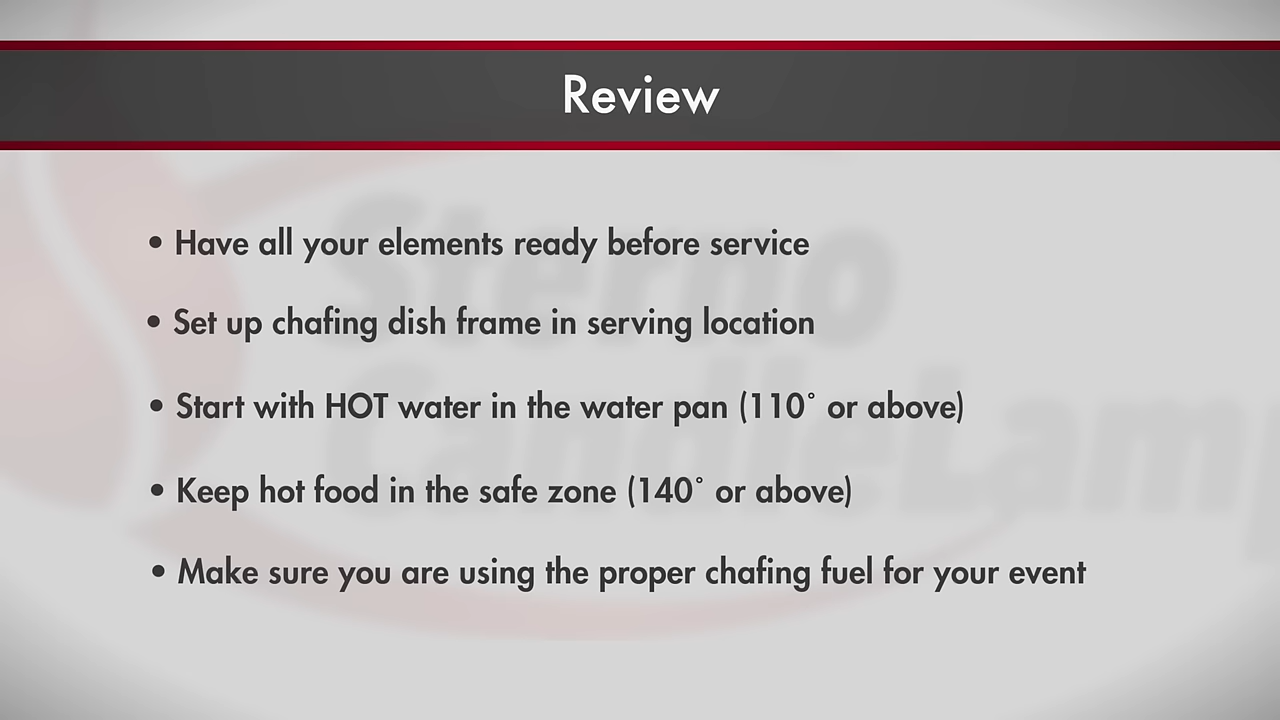 Review
• Have all your elements ready before service
• Set up chafing dish frame in serving location
• Start with HOT water in the water pan (110° or above)
• Keep hot food in the safe zone (140° or above)
• Make sure you are using the proper chafing fuel for your event
Sterno
CandleLamp